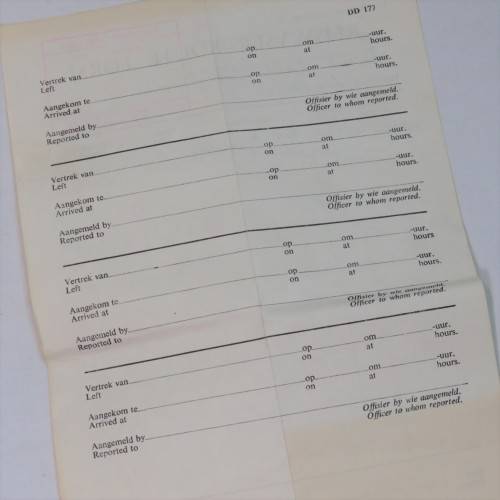 DD 177
Vertrek van op om -uur.
Left on at hours.
Aangekom te op om -uur.
Arrived at on at hours.
Aangemeld by
Reported to
Offisier by wie aangemeld.
Officer to whom reported.
Vertrek van op om -uur.
Left on at hours.
Aangekom te op om -uur.
Arrived at on at hours.
Aangemeld by
Reported to
Offisier by wie aangemeld.
Officer to whom reported.
Vertrek van op om -uur.
Left on at hours
Aangekom te op om -uur.
Arrived at on at hours.
Aangemeld by
Reported to
Offisier by wie aangemeld.
Officer to whom reported.
Vertrek van op om -uur.
Left on at hours.
Aangekom te op om -uur.
Arrived at on at hours.
Aangemeld by
Reported to
Offisier by wie aangemeld.
Officer to whom reported.